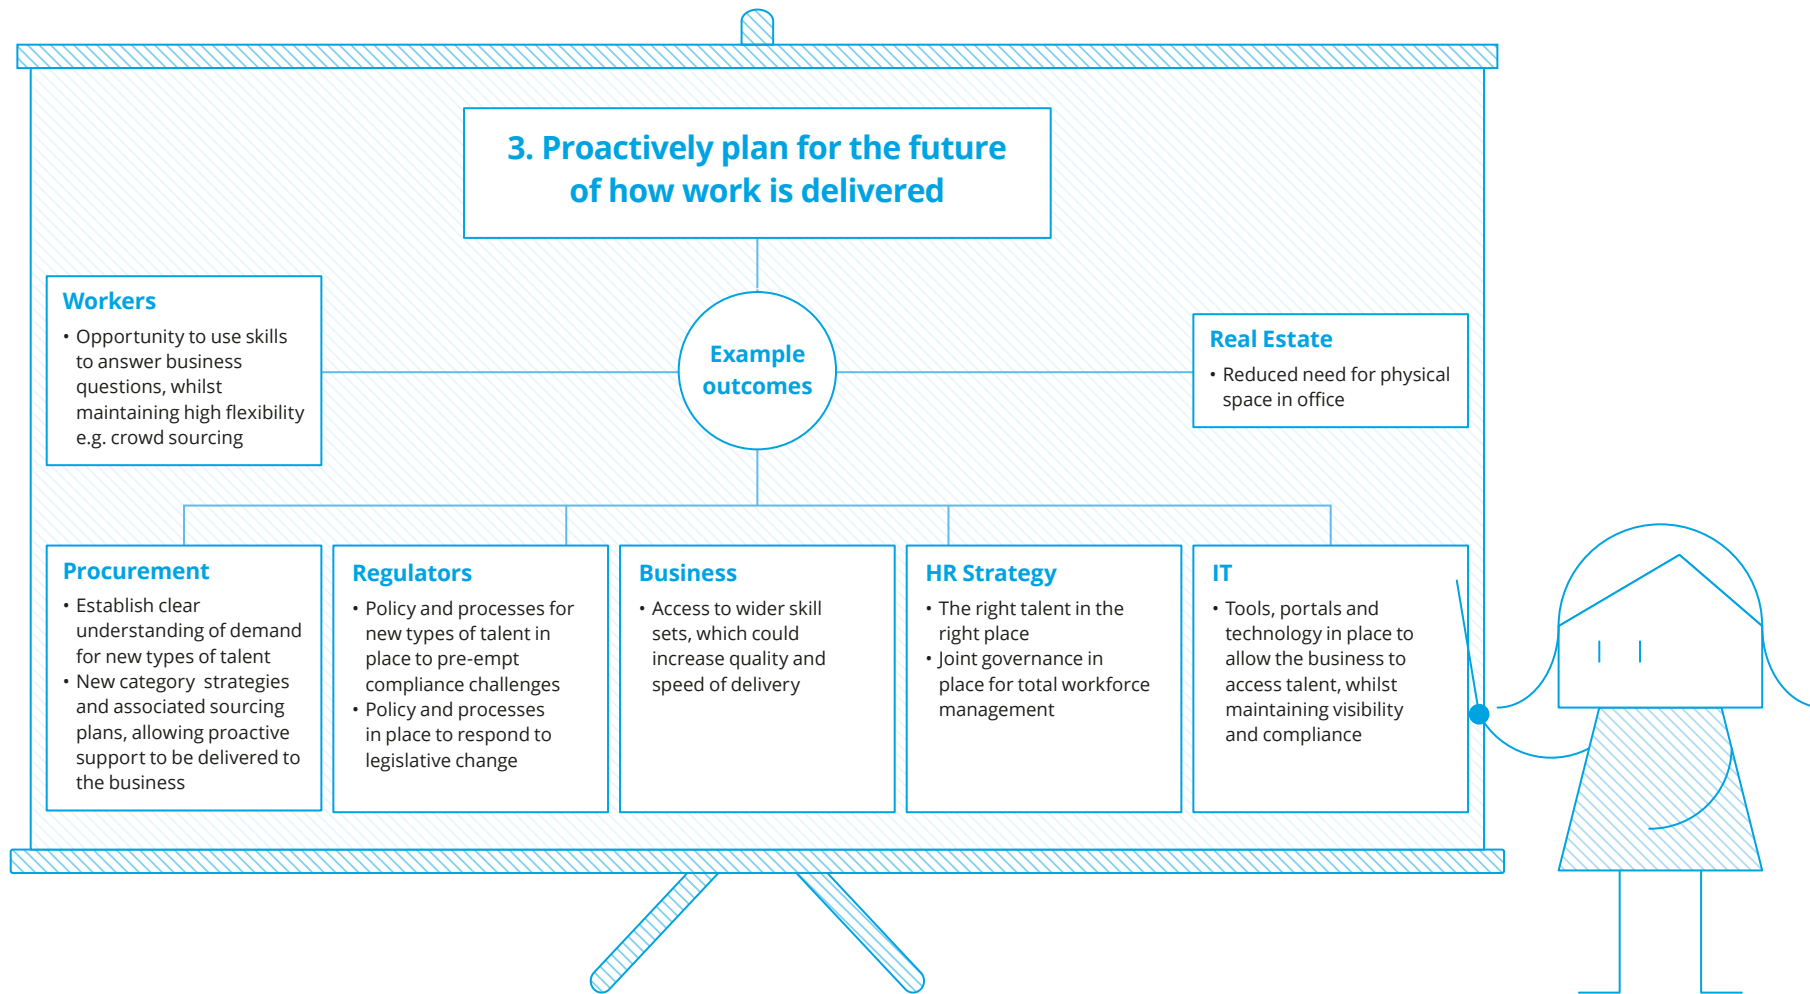 3. Proactively plan for the future
of how work is delivered
Workers
• Opportunity to use skills
to answer business
questions, whilst
maintaining high flexibility
e.g. crowd sourcing
Example
outcomes
Real Estate
• Reduced need for physical
space in office
Procurement
• Establish clear
understanding of demand
for new types of talent
• New category strategies
and associated sourcing
plans, allowing proactive
support to be delivered to
the business
Regulators
• Policy and processes for
new types of talent in
place to pre-empt
compliance challenges
• Policy and processes
in place to respond to
legislative change
Business
• Access to wider skill
sets, which could
increase quality and
speed of delivery
HR Strategy
• The right talent in the
right place
• Joint governance in
place for total workforce
management
IT
• Tools, portals and
technology in place to
allow the business to
access talent, whilst
maintaining visibility
and compliance